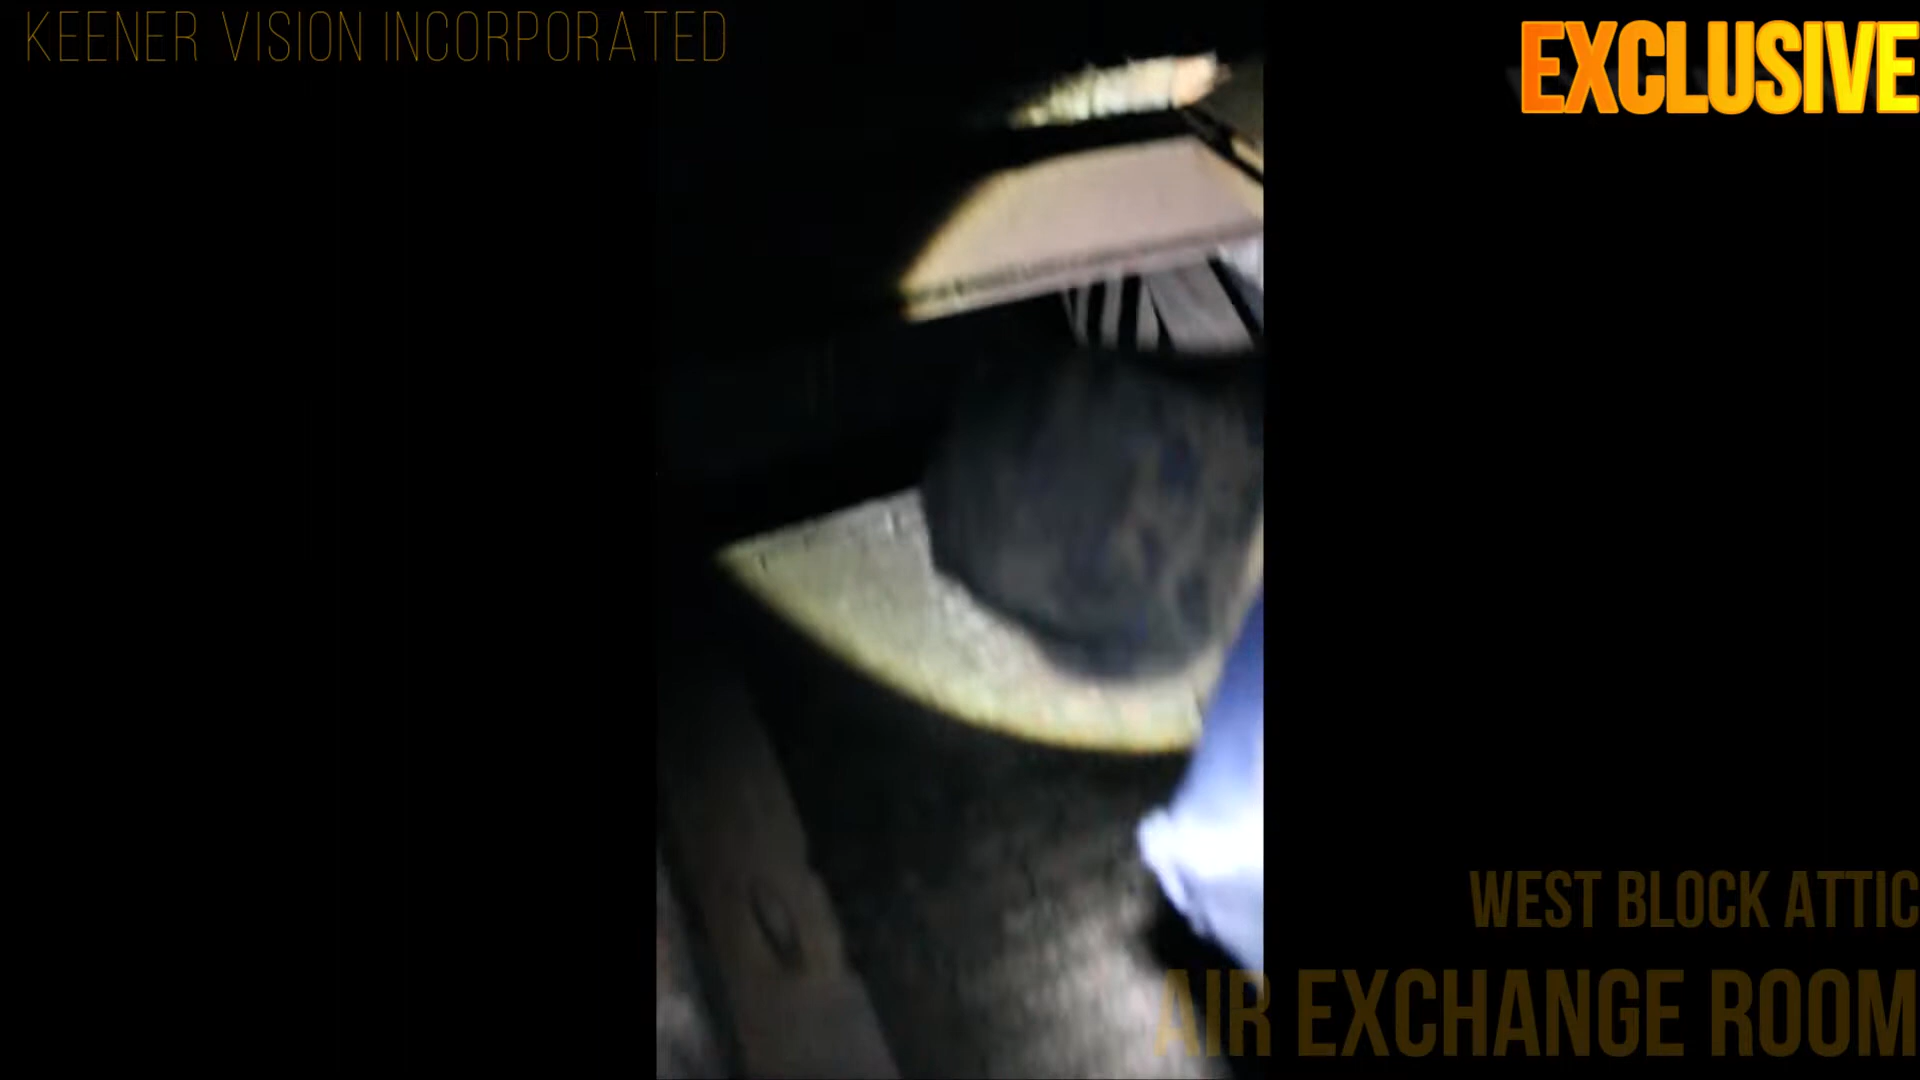 KEENER VISION INCORPORATED
EXCLUSIVE
WEST BLOCK ATTIC
AIR EXCHANGE ROOM